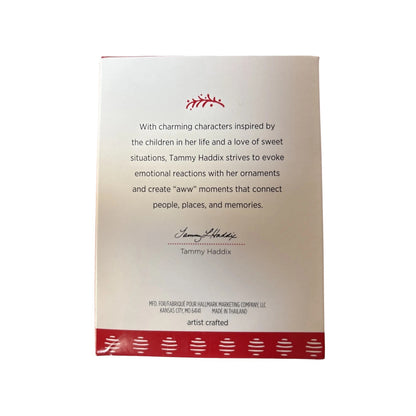 With charming characters inspired by
the children in her life and a love of sweet
situations, Tammy Haddix strives to evoke
emotional reactions with her ornaments
and create "aww" moments that connect
people, places, and memories.
Tammy L Haddix
Tammy Haddix
MFD. FOR/FABRIQUÉ POUR HALLMARK MARKETING COMPANY, LLC
KANSAS CITY, MO 64141 MADE IN THAILAND
artist crafted